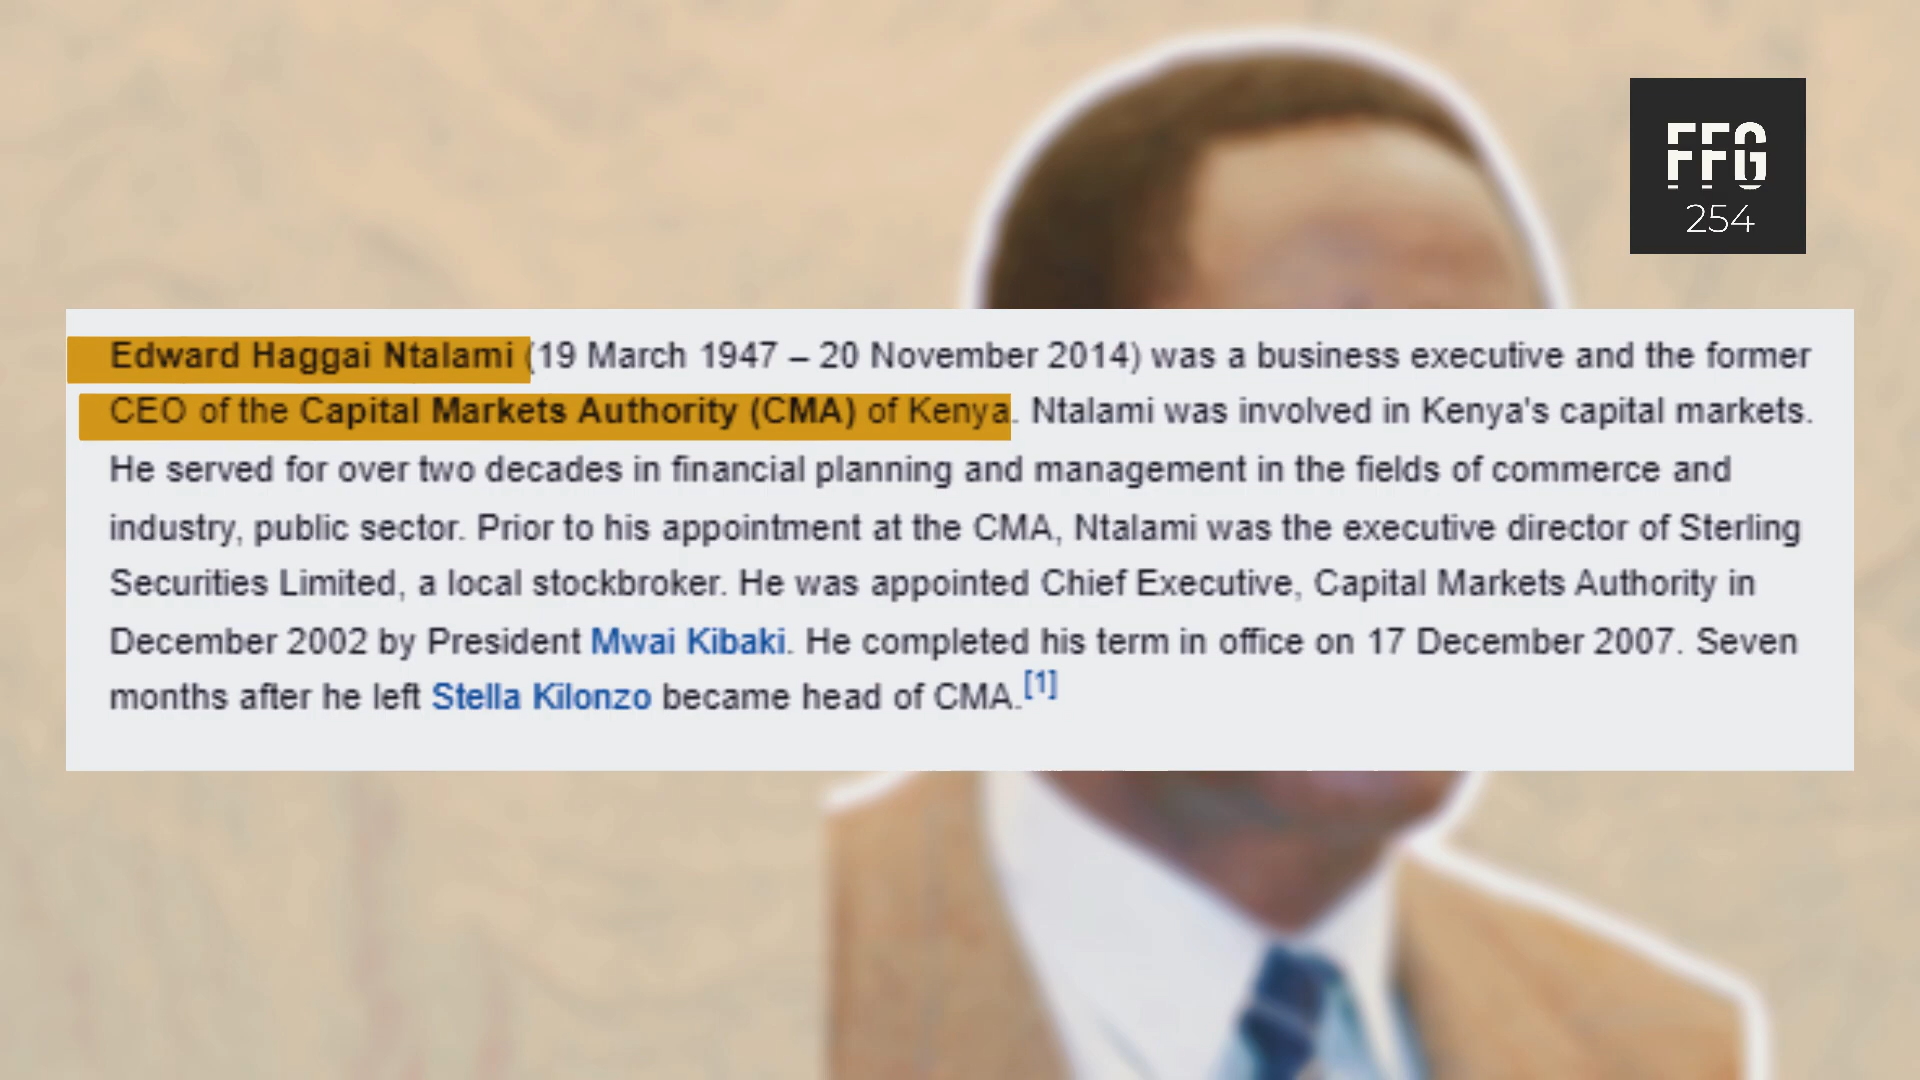 FFG
254
Edward Haggai Ntalami (19 March 1947 – 20 November 2014) was a business executive and the former
CEO of the Capital Markets Authority (CMA) of Kenya. Ntalami was involved in Kenya's capital markets.
He served for over two decades in financial planning and management in the fields of commerce and
industry, public sector. Prior to his appointment at the CMA, Ntalami was the executive director of Sterling
Securities Limited, a local stockbroker. He was appointed Chief Executive, Capital Markets Authority in
December 2002 by President Mwai Kibaki. He completed his term in office on 17 December 2007. Seven
months after he left Stella Kilonzo became head of CMA.[1]